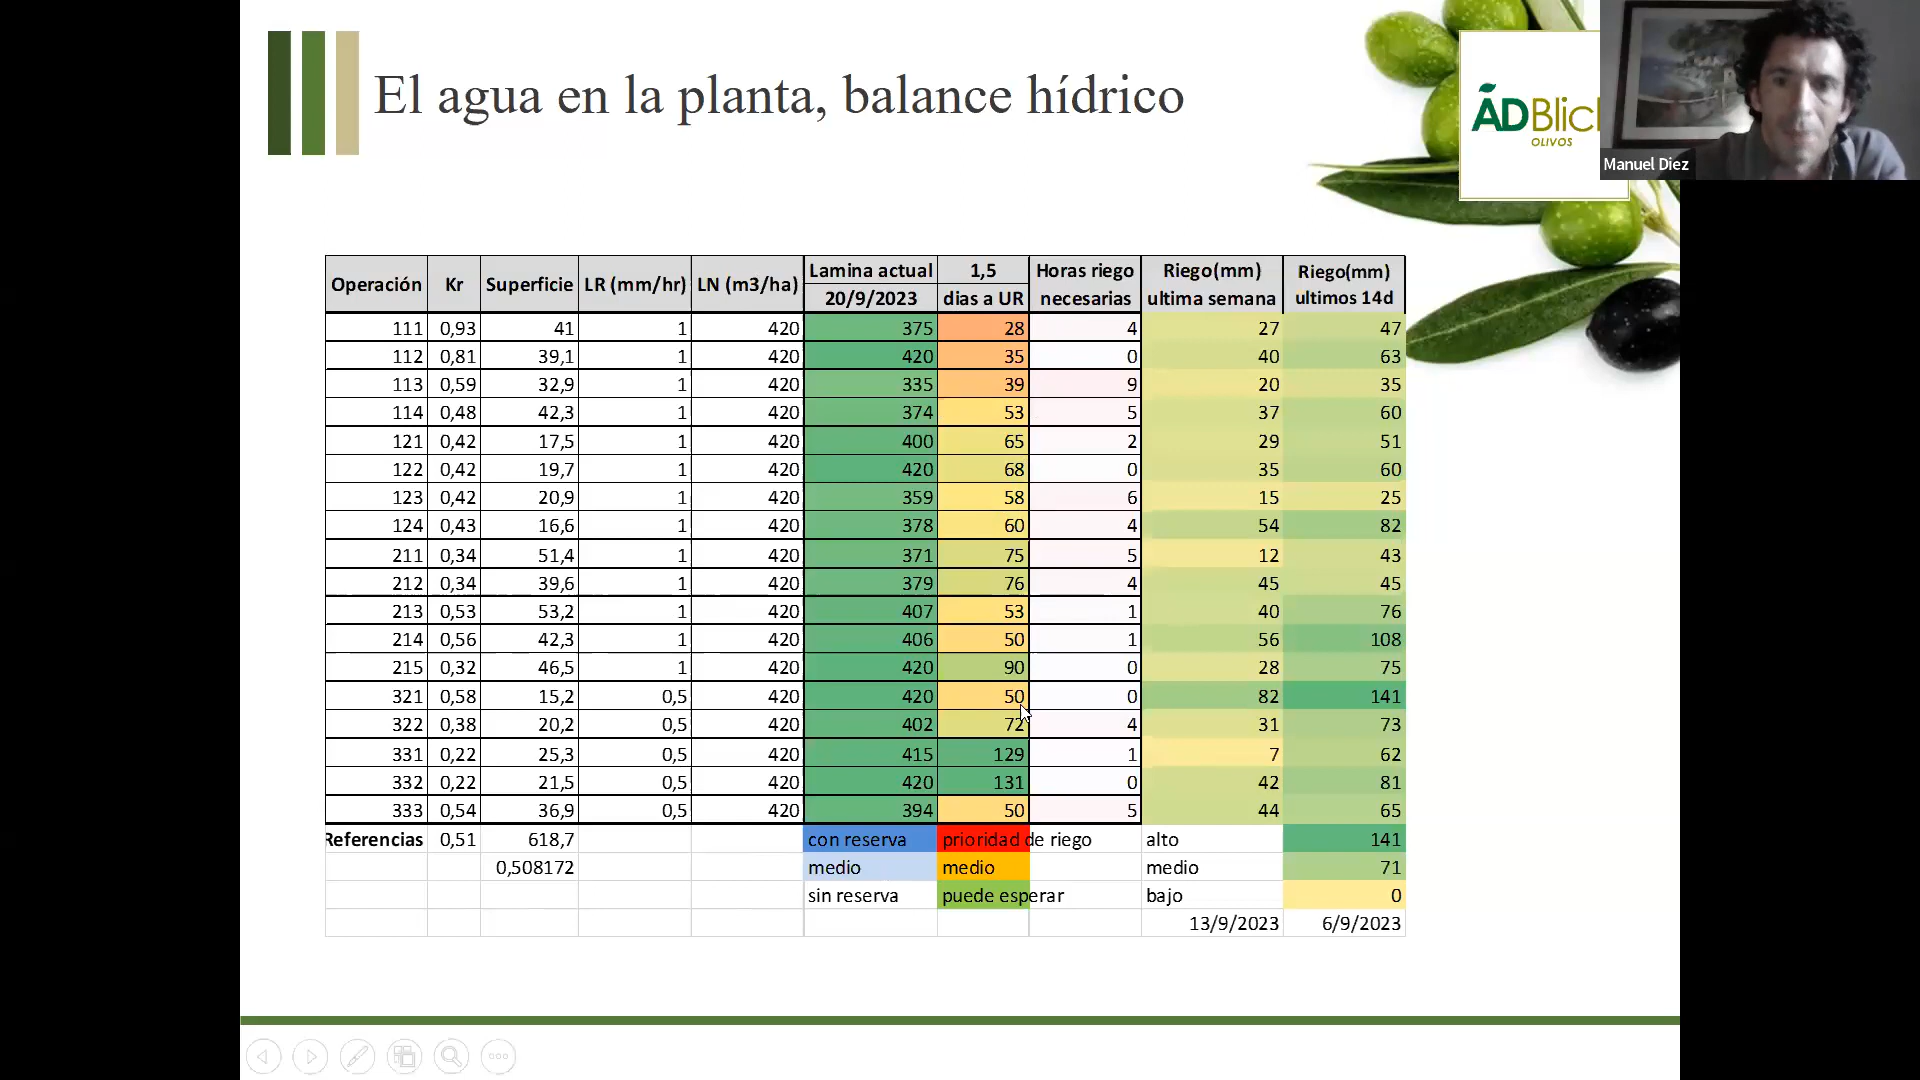 El agua en la planta, balance hídrico
ADBlic
OLIVOS
Manuel Diez
Operación Kr Superficie LR (mm/hr) LN (m3/ha) Lamina actual 20/9/2023 1,5 dias a UR Horas riego necesarias Riego(mm) ultima semana Riego(mm) ultimos 14d
111 0,93 41 1 420 375 28 4 27 47
112 0,81 39,1 1 420 420 35 0 40 63
113 0,59 32,9 1 420 335 39 9 20 35
114 0,48 42,3 1 420 374 53 5 37 60
121 0,42 17,5 1 420 400 65 2 29 51
122 0,42 19,7 1 420 420 68 0 35 60
123 0,42 20,9 1 420 359 58 6 15 25
124 0,43 16,6 1 420 378 60 4 54 82
211 0,34 51,4 1 420 371 75 5 12 43
212 0,34 39,6 1 420 379 76 4 45 45
213 0,53 53,2 1 420 407 53 1 40 76
214 0,56 42,3 1 420 406 50 1 56 108
215 0,32 46,5 1 420 420 90 0 28 75
321 0,58 15,2 0,5 420 420 50 0 82 141
322 0,38 20,2 0,5 420 402 72 4 31 73
331 0,22 25,3 0,5 420 415 129 1 7 62
332 0,22 21,5 0,5 420 420 131 0 42 81
333 0,54 36,9 0,5 420 394 50 5 44 65
Referencias 0,51 618,7 con reserva prioridad de riego alto 141
0,508172 medio medio medio 71
sin reserva puede esperar bajo 0
13/9/2023 6/9/2023